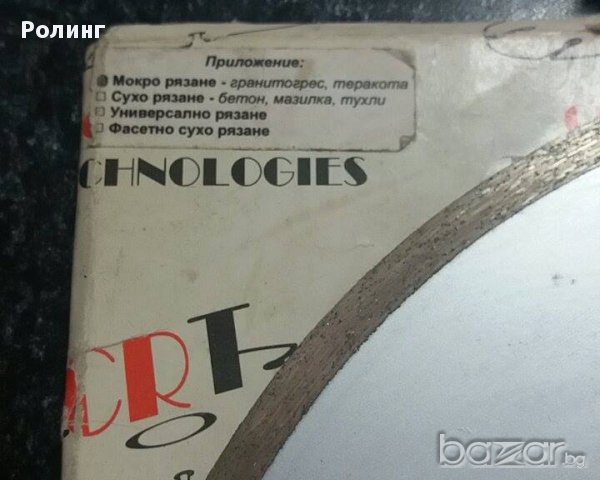 Ролинг
Приложение:
Мокро рязане - гранитогрес, теракота
Сухо рязане - бетон, мазилка, тухли
Универсално рязане
Фасетно сухо рязане
CHNOLOGIES
bazar.bg